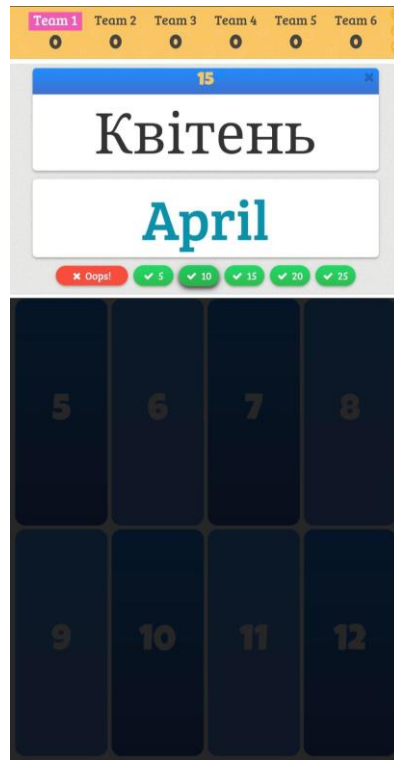 Team 1 Team 2 Team 3 Team 4 Team 5 Team 6
0 0 0 0 0 0
15 ×
Квітень
April
× Oops! ✓ 5 ✓ 10 ✓ 15 ✓ 20 ✓ 25
5 6 7 8
9 10 11 12